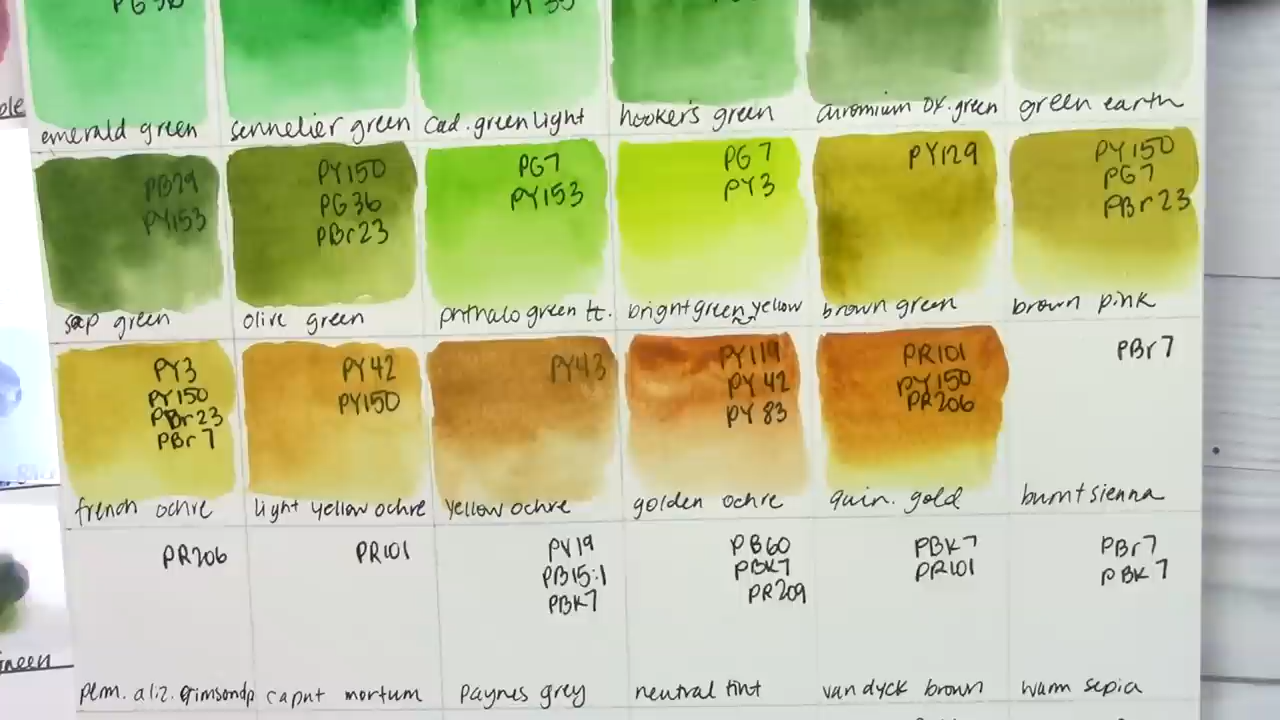 PY35
emerald green
sennelier green
Cad. green light
hooker's green
chromium ox. green
green earth
PB29
PY153
PY150
PG36
PBr23
PG7
PY153
PG7
PY3
PY129
PY150
PG7
PBr23
sap green
olive green
phthalo green lt.
bright green yellow
brown green
brown pink
PY3
PY150
PBr23
PBr7
PY42
PY150
PY43
PY119
PY42
PY83
PR101
PY150
PR206
PBr7
french ochre
light yellow ochre
yellow ochre
golden ochre
quin. gold
burnt sienna
PR206
PR101
PV19
PB15:1
PBK7
PB60
PBK7
PR209
PBK7
PR101
PBr7
PBK7
perm. aliz. crimson dp
caput mortum
paynes grey
neutral tint
van dyck brown
warm sepia